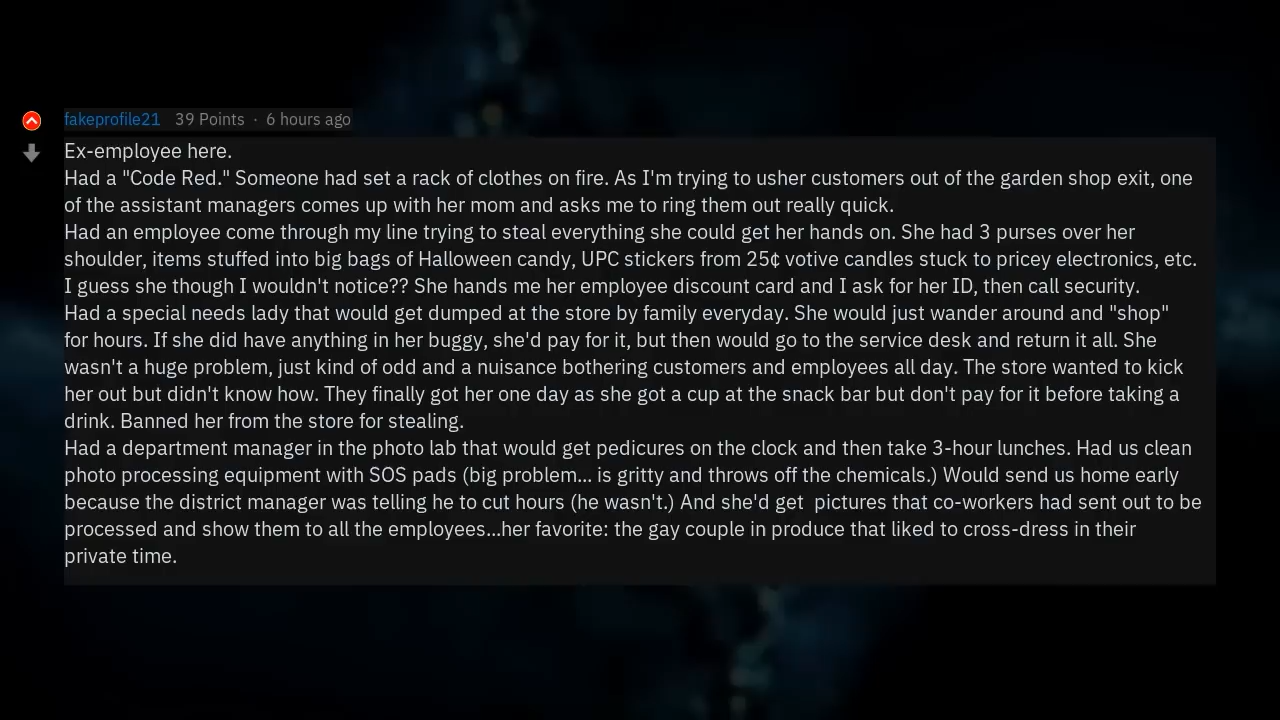 fakeprofile21 39 Points · 6 hours ago
Ex-employee here.
Had a "Code Red." Someone had set a rack of clothes on fire. As I'm trying to usher customers out of the garden shop exit, one
of the assistant managers comes up with her mom and asks me to ring them out really quick.
Had an employee come through my line trying to steal everything she could get her hands on. She had 3 purses over her
shoulder, items stuffed into big bags of Halloween candy, UPC stickers from 25¢ votive candles stuck to pricey electronics, etc.
I guess she though I wouldn't notice?? She hands me her employee discount card and I ask for her ID, then call security.
Had a special needs lady that would get dumped at the store by family everyday. She would just wander around and "shop"
for hours. If she did have anything in her buggy, she'd pay for it, but then would go to the service desk and return it all. She
wasn't a huge problem, just kind of odd and a nuisance bothering customers and employees all day. The store wanted to kick
her out but didn't know how. They finally got her one day as she got a cup at the snack bar but don't pay for it before taking a
drink. Banned her from the store for stealing.
Had a department manager in the photo lab that would get pedicures on the clock and then take 3-hour lunches. Had us clean
photo processing equipment with SOS pads (big problem... is gritty and throws off the chemicals.) Would send us home early
because the district manager was telling he to cut hours (he wasn't.) And she'd get  pictures that co-workers had sent out to be
processed and show them to all the employees...her favorite: the gay couple in produce that liked to cross-dress in their
private time.